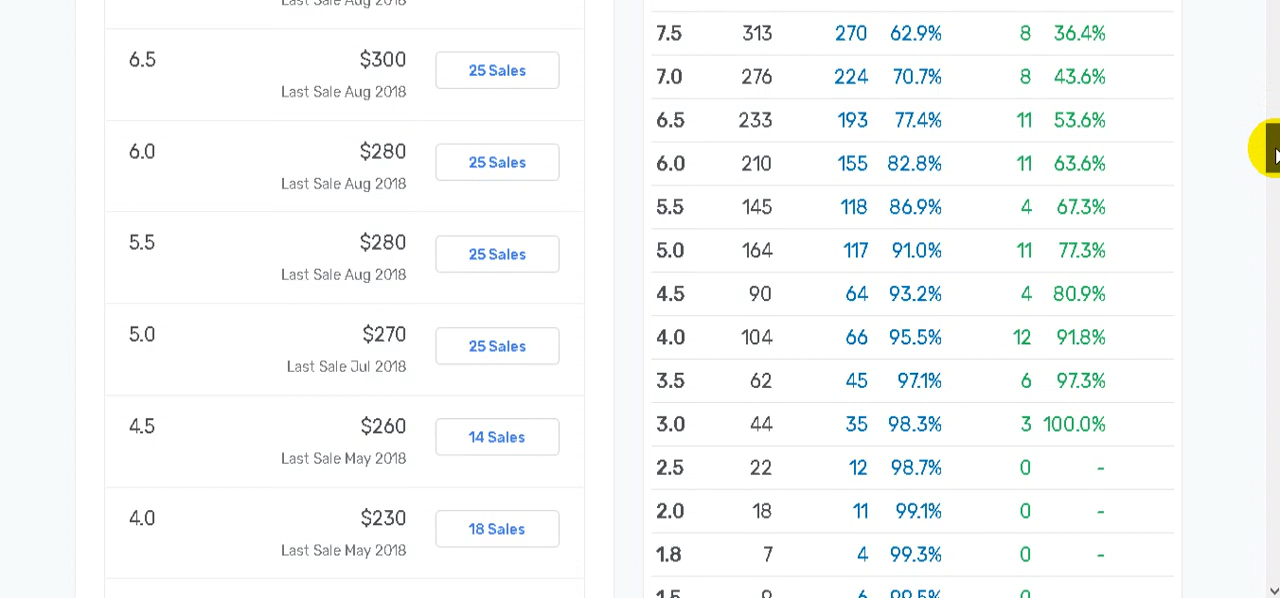 Last Sale Aug 2018
6.5 $300 25 Sales
Last Sale Aug 2018
6.0 $280 25 Sales
Last Sale Aug 2018
5.5 $280 25 Sales
Last Sale Aug 2018
5.0 $270 25 Sales
Last Sale Jul 2018
4.5 $260 14 Sales
Last Sale May 2018
4.0 $230 18 Sales
Last Sale May 2018
7.5 313 270 62.9% 8 36.4%
7.0 276 224 70.7% 8 43.6%
6.5 233 193 77.4% 11 53.6%
6.0 210 155 82.8% 11 63.6%
5.5 145 118 86.9% 4 67.3%
5.0 164 117 91.0% 11 77.3%
4.5 90 64 93.2% 4 80.9%
4.0 104 66 95.5% 12 91.8%
3.5 62 45 97.1% 6 97.3%
3.0 44 35 98.3% 3 100.0%
2.5 22 12 98.7% 0 -
2.0 18 11 99.1% 0 -
1.8 7 4 99.3% 0 -
1.5 99.5%